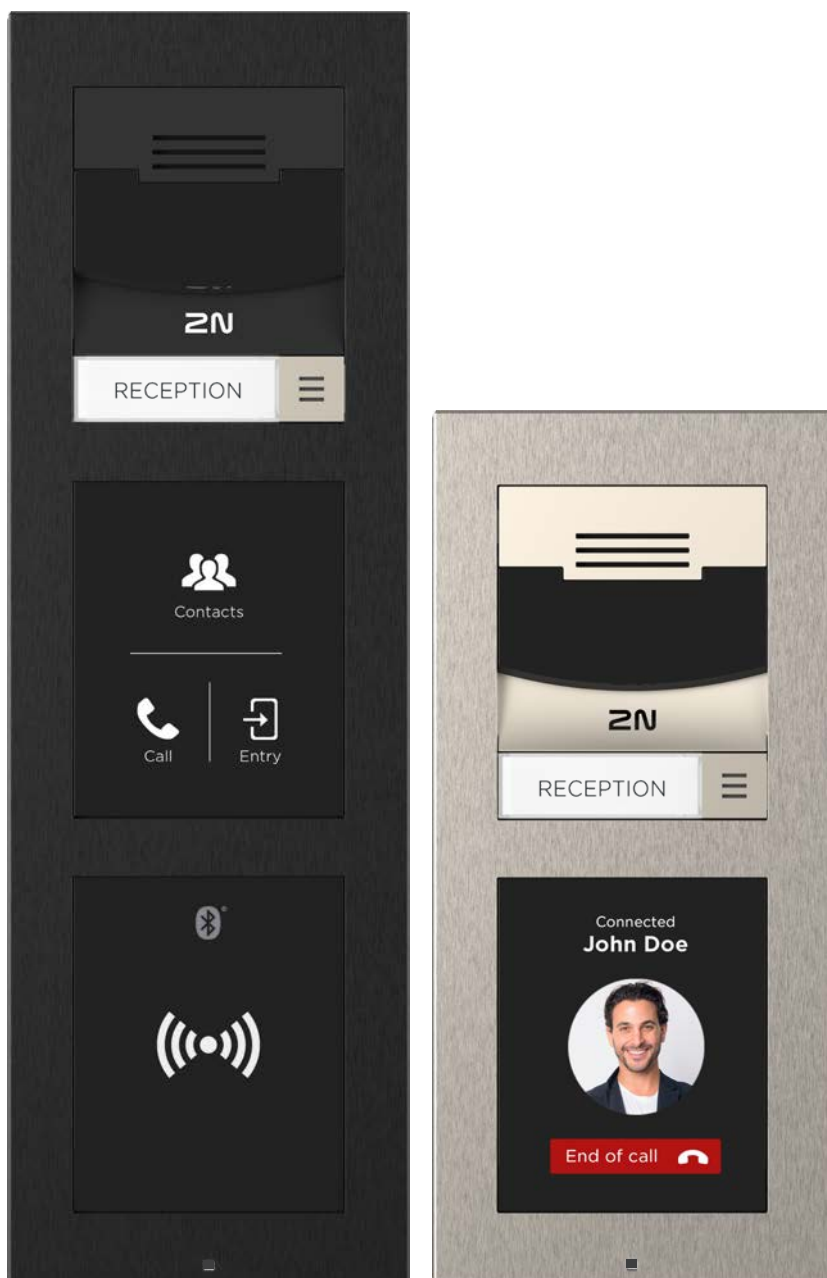 2N
RECEPTION
Contacts
Call
Entry
2N
RECEPTION
Connected
John Doe
End of call